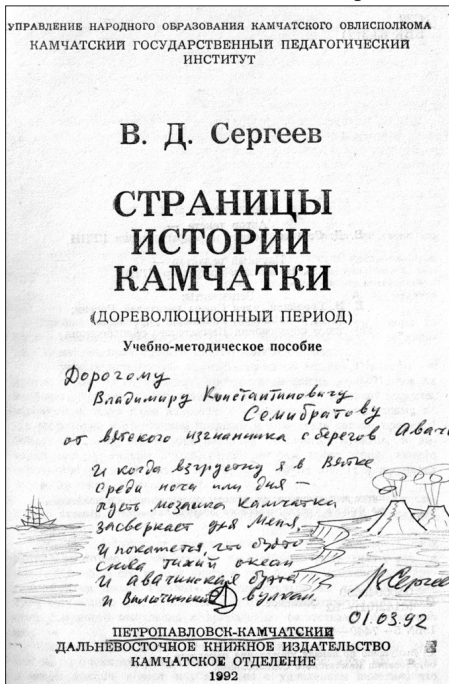 УПРАВЛЕНИЕ НАРОДНОГО ОБРАЗОВАНИЯ КАМЧАТСКОГО ОБЛИСПОЛКОМА
КАМЧАТСКИЙ ГОСУДАРСТВЕННЫЙ ПЕДАГОГИЧЕСКИЙ
ИНСТИТУТ
В. Д. Сергеев
СТРАНИЦЫ
ИСТОРИИ
КАМЧАТКИ
(ДОРЕВОЛЮЦИОННЫЙ ПЕРИОД)
Учебно-методическое пособие
Дорогому
Владимиру Константиновичу
Семибратову
от вятского изгнанника с берегов Авачи
И когда взгрустну я в Вятке
Среди ночи или дня —
пусть мозаика Камчатки
засверкает для меня,
И покажется, что будто
снова тихий океан
И авачинская бухта
И Вилючинский вулкан.
В Сергеев
01.03.92
ПЕТРОПАВЛОВСК-КАМЧАТСКИЙ
ДАЛЬНЕВОСТОЧНОЕ КНИЖНОЕ ИЗДАТЕЛЬСТВО
КАМЧАТСКОЕ ОТДЕЛЕНИЕ
1992